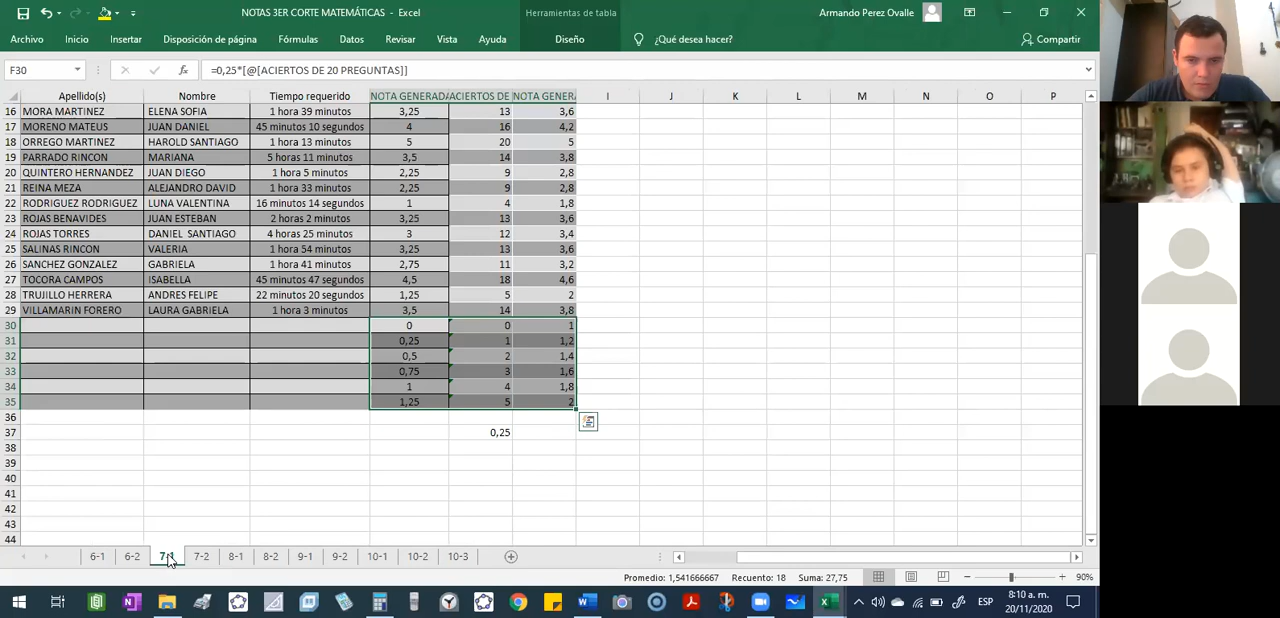 NOTAS 3ER CORTE MATEMÁTICAS - Excel Herramientas de tabla Armando Perez Ovalle
Archivo Inicio Insertar Disposición de página Fórmulas Datos Revisar Vista Ayuda Diseño ¿Qué desea hacer? Compartir
F30 fx =0,25*[@[ACIERTOS DE 20 PREGUNTAS]]
Apellido(s) Nombre Tiempo requerido NOTA GENERADA ACIERTOS DE NOTA GENERA I J K L M N O P
16 MORA MARTINEZ ELENA SOFIA 1 hora 39 minutos 3,25 13 3,6
17 MORENO MATEUS JUAN DANIEL 45 minutos 10 segundos 4 16 4,2
18 ORREGO MARTINEZ HAROLD SANTIAGO 1 hora 13 minutos 5 20 5
19 PARRADO RINCON MARIANA 5 horas 11 minutos 3,5 14 3,8
20 QUINTERO HERNANDEZ JUAN DIEGO 1 hora 5 minutos 2,25 9 2,8
21 REINA MEZA ALEJANDRO DAVID 1 hora 33 minutos 2,25 9 2,8
22 RODRIGUEZ RODRIGUEZ LUNA VALENTINA 16 minutos 14 segundos 1 4 1,8
23 ROJAS BENAVIDES JUAN ESTEBAN 2 horas 2 minutos 3,25 13 3,6
24 ROJAS TORRES DANIEL SANTIAGO 4 horas 25 minutos 3 12 3,4
25 SALINAS RINCON VALERIA 1 hora 54 minutos 3,25 13 3,6
26 SANCHEZ GONZALEZ GABRIELA 1 hora 41 minutos 2,75 11 3,2
27 TOCORA CAMPOS ISABELLA 45 minutos 47 segundos 4,5 18 4,6
28 TRUJILLO HERRERA ANDRES FELIPE 22 minutos 20 segundos 1,25 5 2
29 VILLAMARIN FORERO LAURA GABRIELA 1 hora 3 minutos 3,5 14 3,8
30 0 0 1
31 0,25 1 1,2
32 0,5 2 1,4
33 0,75 3 1,6
34 1 4 1,8
35 1,25 5 2
36
37 0,25
38
39
40
41
42
43
44
6-1 6-2 7-1 7-2 8-1 8-2 9-1 9-2 10-1 10-2 10-3
Promedio: 1,541666667 Recuento: 18 Suma: 27,75 90%
ESP 8:10 a. m.
20/11/2020